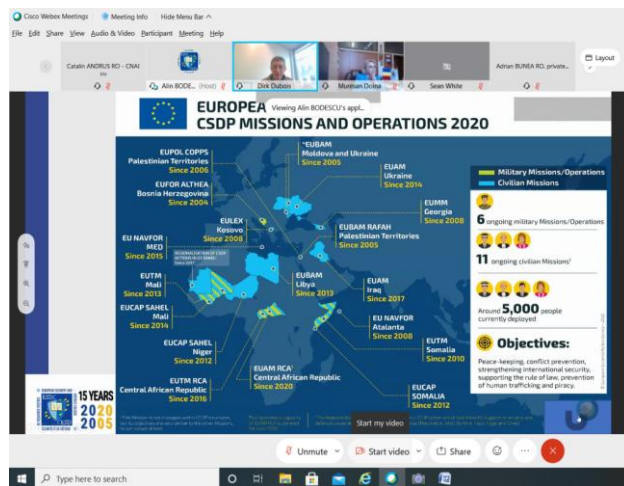 Cisco Webex Meetings
Meeting Info
Hide Menu Bar
File Edit Share View Audio & Video Participant Meeting Help
Catalin ANDRUS RO - CNAI
Me
Alin BODE... (Host)
Dirk Dubois
Muresan Doina
Sean White
Adrian BUNEA RO. private...
Layout
Viewing Alin BODESCU's appl...
EUROPEA
CSDP MISSIONS AND OPERATIONS 2020
EUPOL COPPS
Palestinian Territories
Since 2006
EUFOR ALTHEA
Bosnia Herzegovina
Since 2004
*EUBAM
Moldova and Ukraine
Since 2005
EUAM
Ukraine
Since 2014
EUMM
Georgia
Since 2008
EULEX
Kosovo
Since 2008
EUBAM RAFAH
Palestinian Territories
Since 2005
EU NAVFOR
MED
Since 2015
EUTM
Mali
Since 2013
EUBAM
Libya
Since 2013
EUAM
Iraq
Since 2017
EUCAP SAHEL
Mali
Since 2014
EU NAVFOR
Atalanta
Since 2008
EUCAP SAHEL
Niger
Since 2012
EUTM
Somalia
Since 2010
EUAM RCA¹
Central African Republic
Since 2020
EUTM RCA
Central African Republic
Since 2016
EUCAP
SOMALIA
Since 2012
Military Missions/Operations
Civilian Missions
6 ongoing military Missions/Operations
11 ongoing civilian Missions¹
Around 5,000 people
currently deployed
Objectives:
Peace-keeping, conflict prevention,
strengthening international security,
supporting the rule of law, prevention
of human trafficking and piracy.
15 YEARS
2020
2005
Start my video
Unmute
Start video
Share
Type here to search